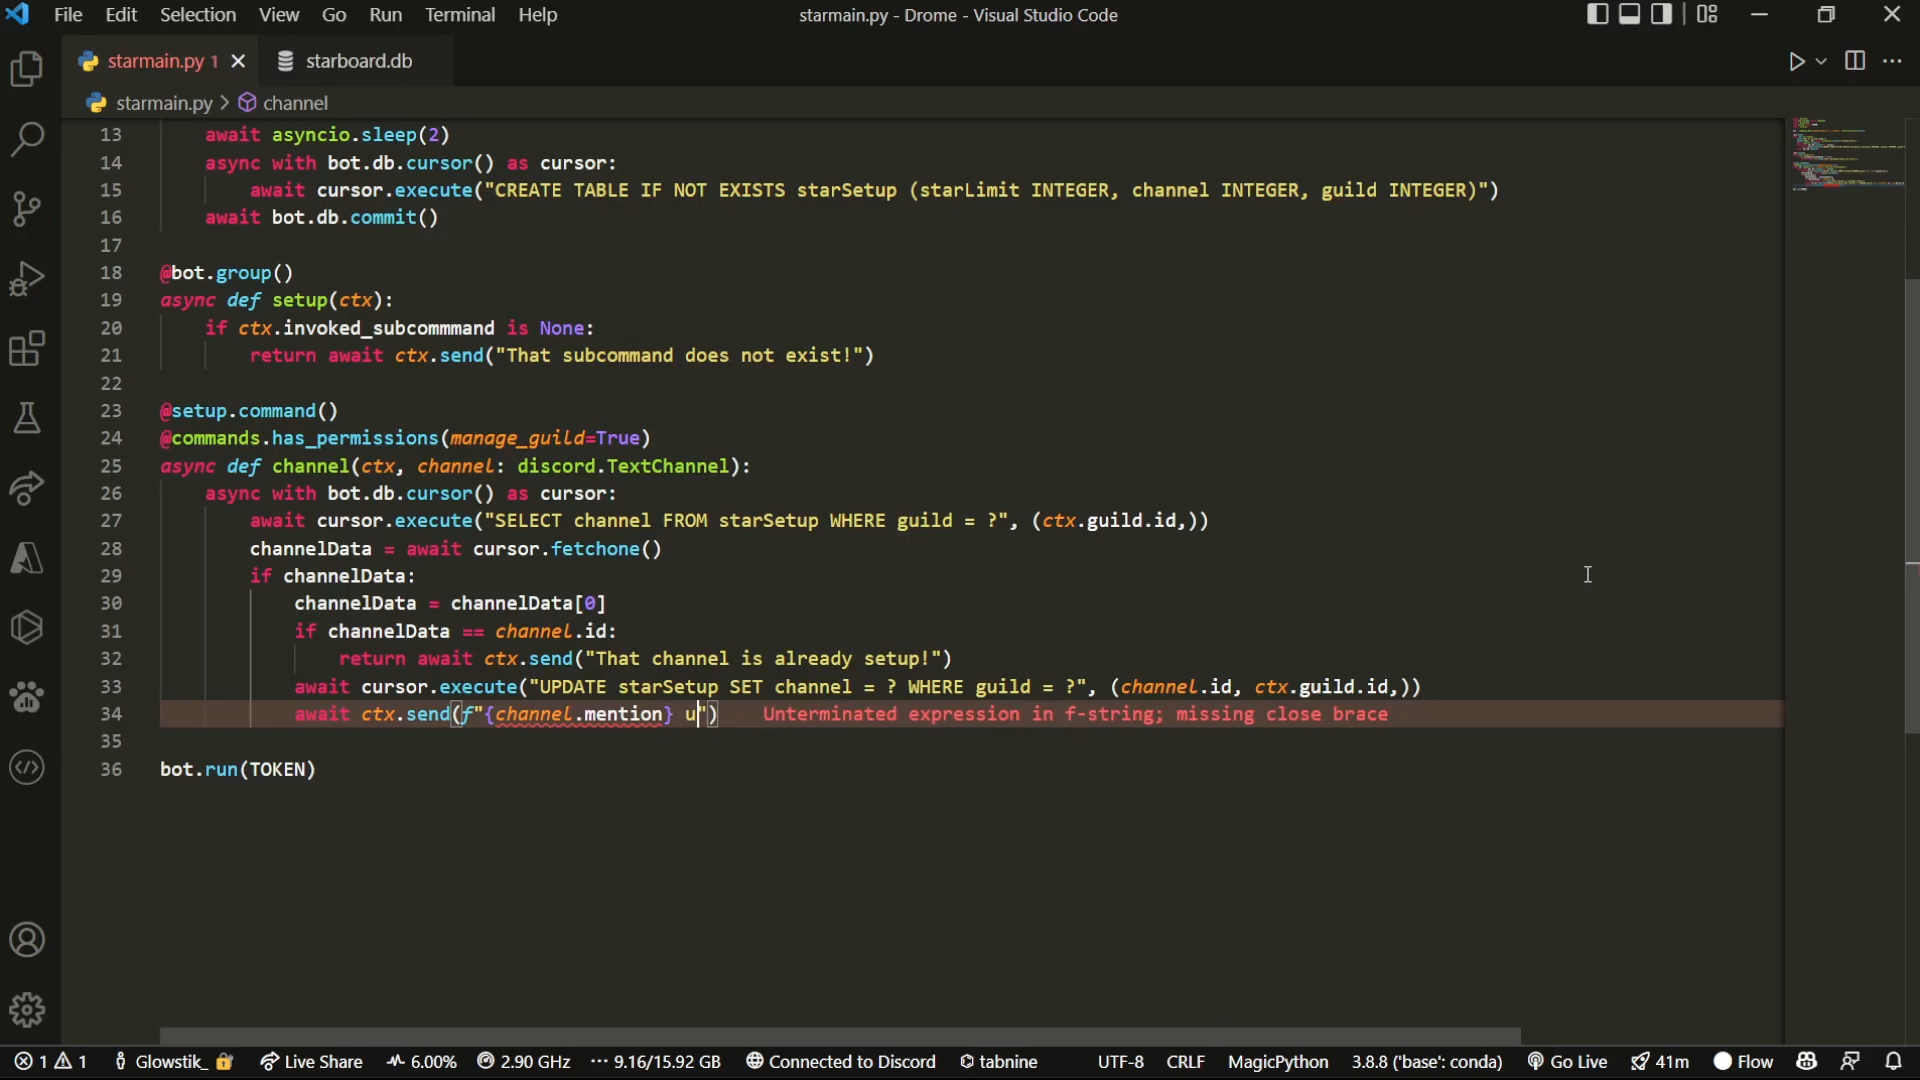 File Edit Selection View Go Run Terminal Help
starmain.py - Drome - Visual Studio Code
starmain.py 1
starboard.db
starmain.py > channel
13 await asyncio.sleep(2)
14 async with bot.db.cursor() as cursor:
15 await cursor.execute("CREATE TABLE IF NOT EXISTS starSetup (starLimit INTEGER, channel INTEGER, guild INTEGER)")
16 await bot.db.commit()
17
18 @bot.group()
19 async def setup(ctx):
20 if ctx.invoked_subcommmand is None:
21 return await ctx.send("That subcommand does not exist!")
22
23 @setup.command()
24 @commands.has_permissions(manage_guild=True)
25 async def channel(ctx, channel: discord.TextChannel):
26 async with bot.db.cursor() as cursor:
27 await cursor.execute("SELECT channel FROM starSetup WHERE guild = ?", (ctx.guild.id,))
28 channelData = await cursor.fetchone()
29 if channelData:
30 channelData = channelData[0]
31 if channelData == channel.id:
32 return await ctx.send("That channel is already setup!")
33 await cursor.execute("UPDATE starSetup SET channel = ? WHERE guild = ?", (channel.id, ctx.guild.id,))
34 await ctx.send(f"{channel.mention} u") Unterminated expression in f-string; missing close brace
35
36 bot.run(TOKEN)
1 1 Glowstik_ Live Share 6.00% 2.90 GHz 9.16/15.92 GB Connected to Discord tabnine UTF-8 CRLF MagicPython 3.8.8 ('base': conda) Go Live 41m Flow